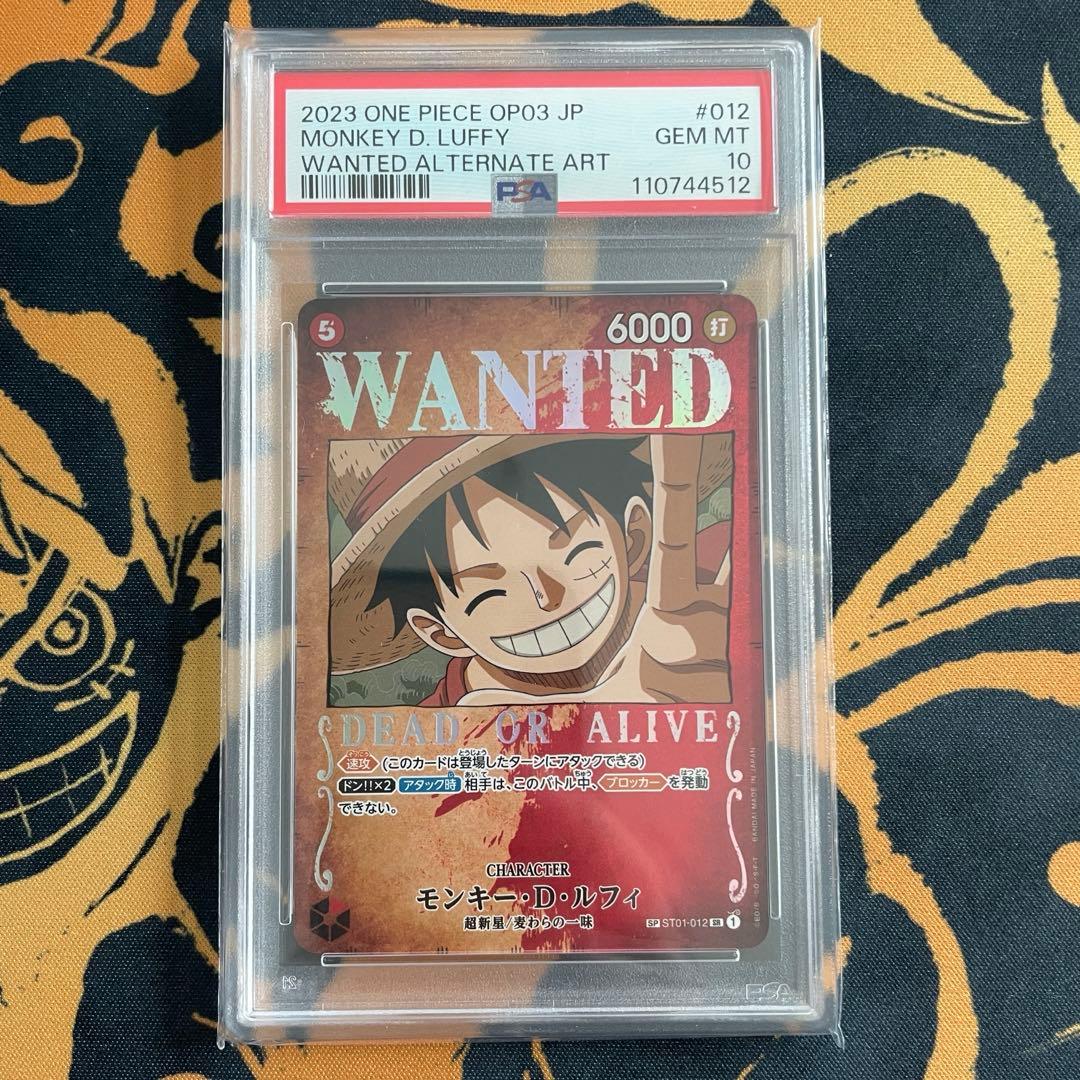 2023 ONE PIECE OP03 JP #012
MONKEY D. LUFFY GEM MT
WANTED ALTERNATE ART 10
PSA 110744512
5 6000 打
WANTED
DEAD OR ALIVE
速攻 (このカードは登場したターンにアタックできる)
ドン!!×2 アタック時 相手は、このバトル中、ブロッカーを発動
できない。
CHARACTER
モンキー・D・ルフィ
超新星/麦わらの一味
SP ST01-012 SR 1
BANDAI MADE IN JAPAN
PSA